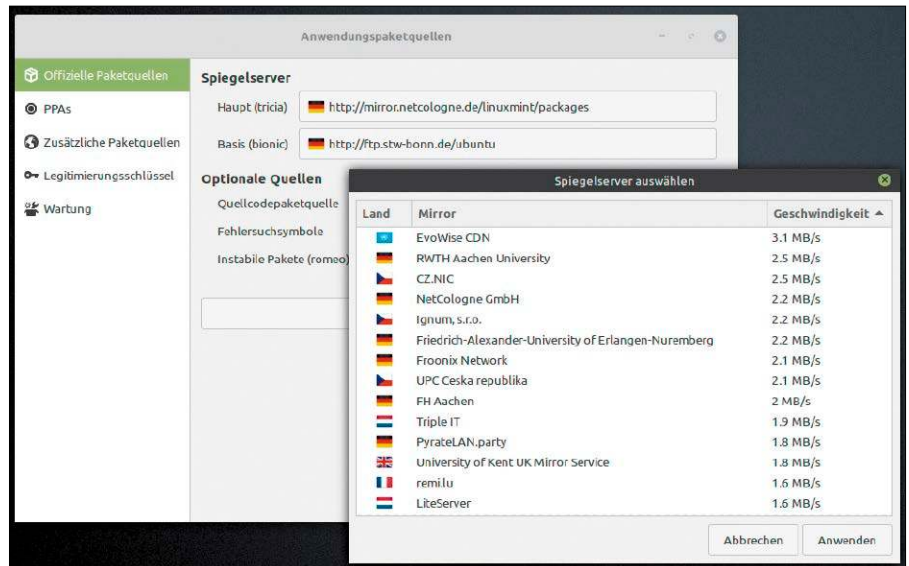 Anwendungspaketquellen
Offizielle Paketquellen
PPAs
Zusätzliche Paketquellen
Legitimierungsschlüssel
Wartung
Spiegelserver
Haupt (tricia) http://mirror.netcologne.de/linuxmint/packages
Basis (bionic) http://ftp.stw-bonn.de/ubuntu
Optionale Quellen
Quellcodepaketquelle
Fehlersuchsymbole
Instabile Pakete (romeo)
Spiegelserver auswählen
Land Mirror Geschwindigkeit
EvoWise CDN 3.1 MB/s
RWTH Aachen University 2.5 MB/s
CZ.NIC 2.5 MB/s
NetCologne GmbH 2.2 MB/s
Ignum, s.r.o. 2.2 MB/s
Friedrich-Alexander-University of Erlangen-Nuremberg 2.2 MB/s
Froonix Network 2.1 MB/s
UPC Ceska republika 2.1 MB/s
FH Aachen 2 MB/s
Triple IT 1.9 MB/s
PyrateLAN.party 1.8 MB/s
University of Kent UK Mirror Service 1.8 MB/s
remi.lu 1.6 MB/s
LiteServer 1.6 MB/s
Abbrechen Anwenden